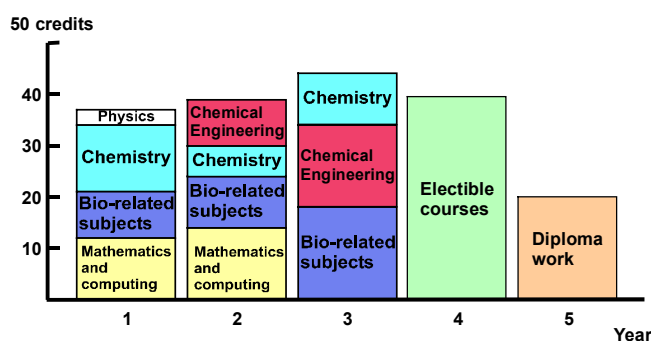 50 credits
40
30
20
10
Physics
Chemistry
Bio-related
subjects
Mathematics
and
computing
Chemical
Engineering
Chemistry
Bio-related
subjects
Mathematics
and
computing
Chemistry
Chemical
Engineering
Bio-related
subjects
Electible
courses
Diploma
work
1 2 3 4 5
Year